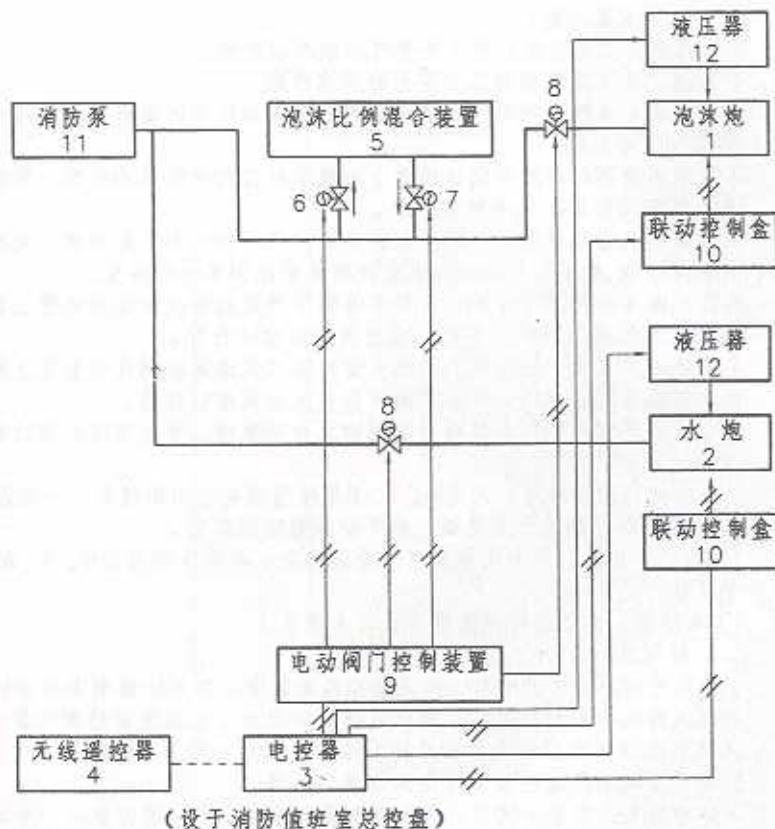 液压器
12
8
消防泵
11
泡沫比例混合装置
5
泡沫炮
1
6
7
联动控制盒
10
液压器
12
8
水炮
2
联动控制盒
10
电动阀门控制装置
9
无线遥控器
4
电控器
3
(设于消防值班室总控盘)